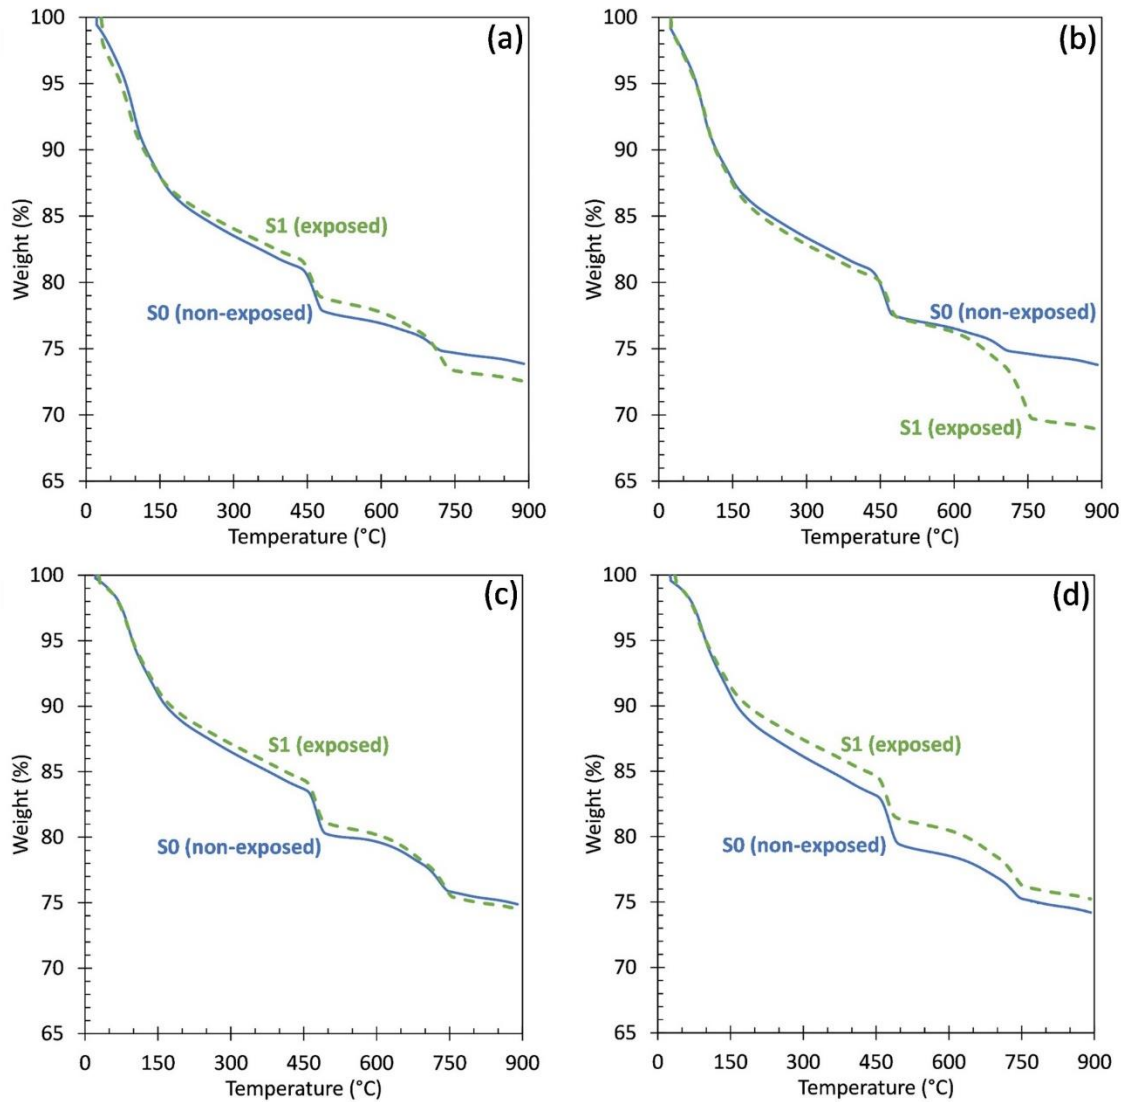 (a)
100
95
90
85
80
75
70
65
Weight (%)
S1 (exposed)
S0 (non-exposed)
0 150 300 450 600 750 900
Temperature (°C)
(b)
100
95
90
85
80
75
70
65
Weight (%)
S0 (non-exposed)
S1 (exposed)
0 150 300 450 600 750 900
Temperature (°C)
(c)
100
95
90
85
80
75
70
65
Weight (%)
S1 (exposed)
S0 (non-exposed)
0 150 300 450 600 750 900
Temperature (°C)
(d)
100
95
90
85
80
75
70
65
Weight (%)
S1 (exposed)
S0 (non-exposed)
0 150 300 450 600 750 900
Temperature (°C)